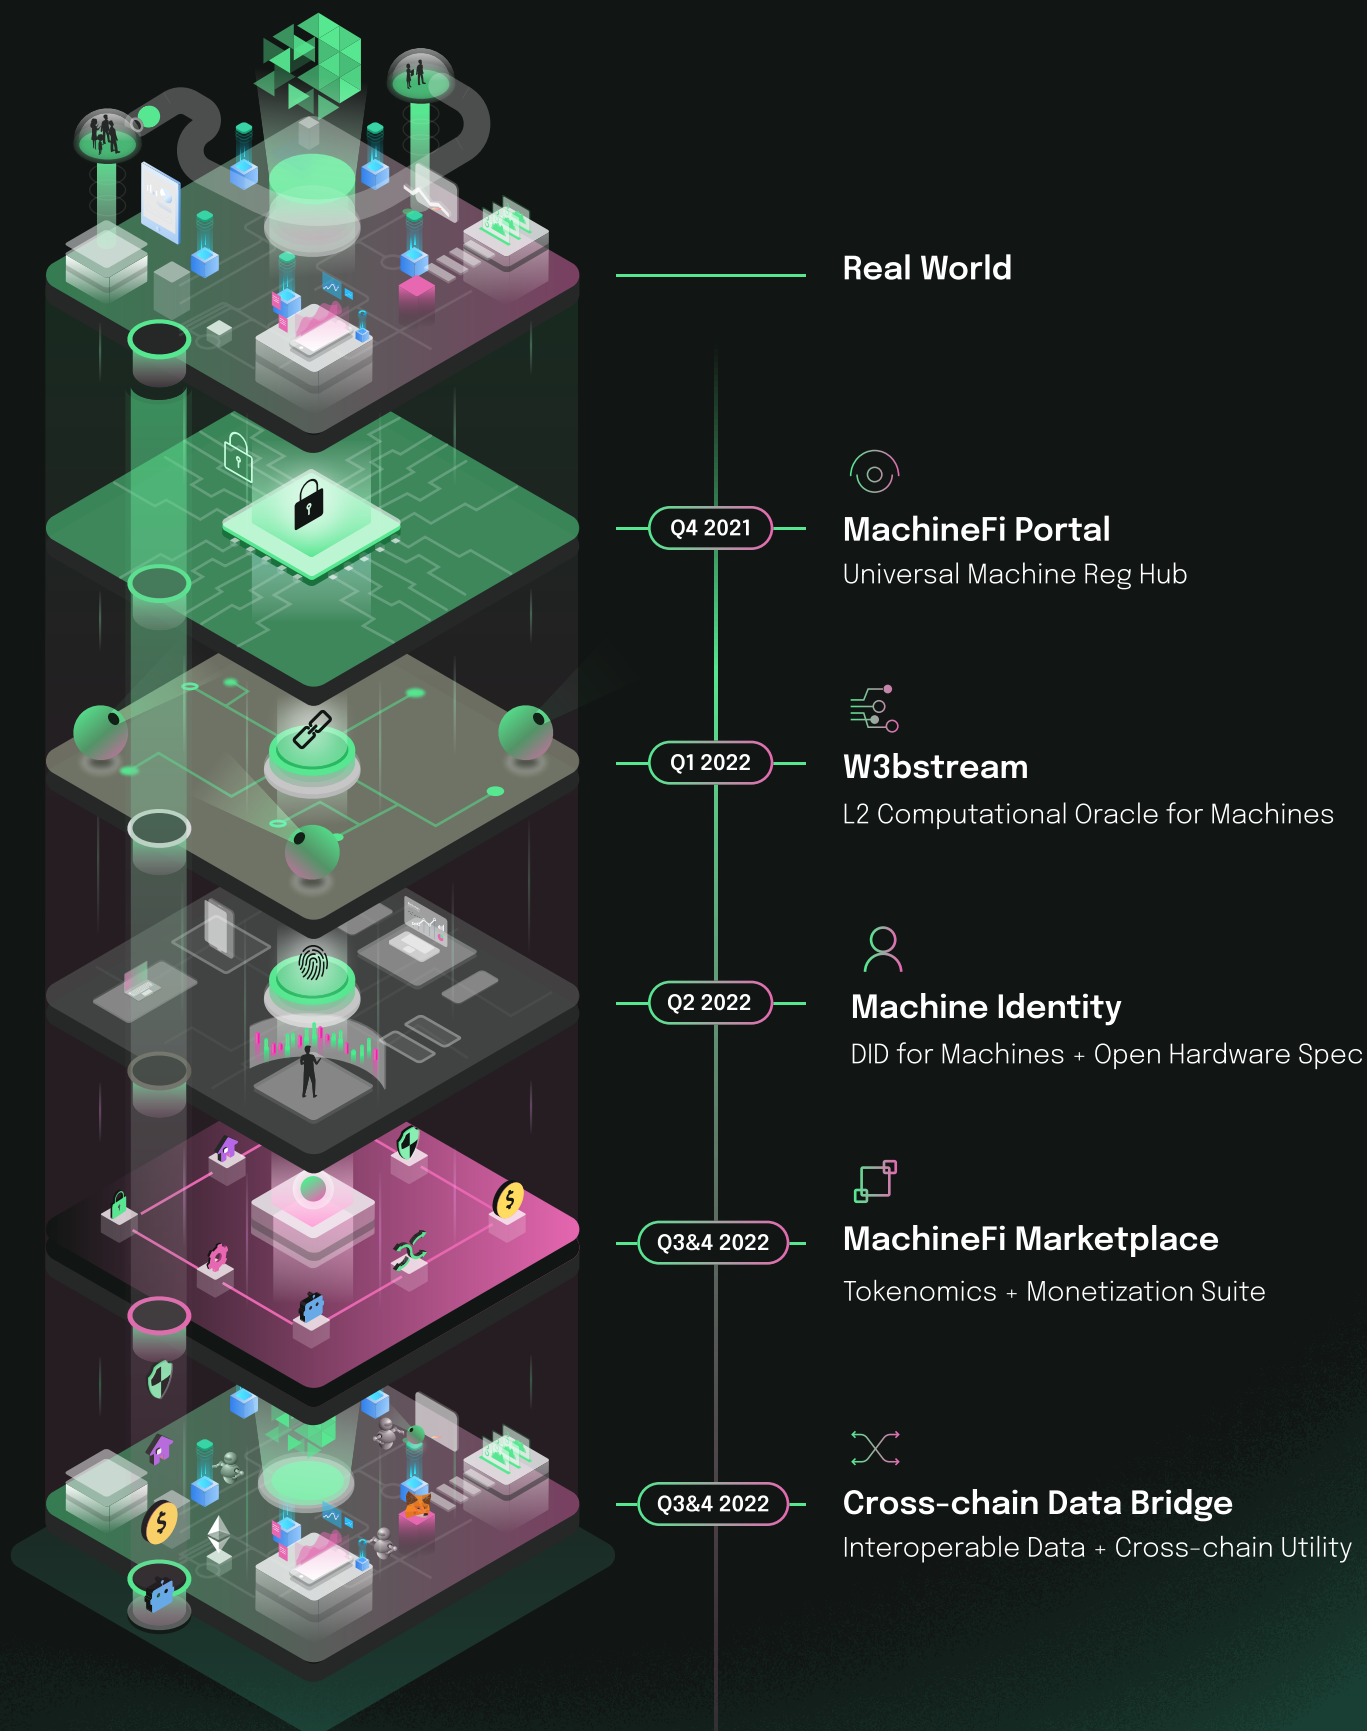 Real World
Q4 2021
MachineFi Portal
Universal Machine Reg Hub
Q1 2022
W3bstream
L2 Computational Oracle for Machines
Q2 2022
Machine Identity
DID for Machines + Open Hardware Spec
Q3&4 2022
MachineFi Marketplace
Tokenomics + Monetization Suite
Q3&4 2022
Cross-chain Data Bridge
Interoperable Data + Cross-chain Utility
$
$